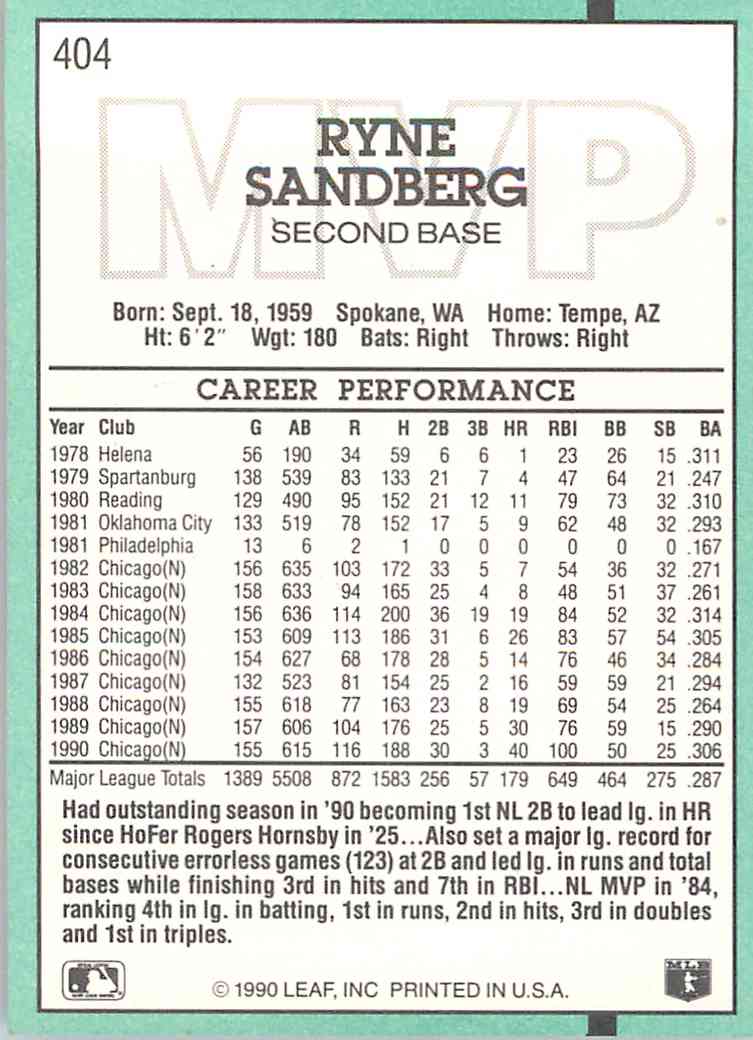 404
MVP
RYNE
SANDBERG
SECOND BASE
Born: Sept. 18, 1959 Spokane, WA Home: Tempe, AZ
Ht: 6'2" Wgt: 180 Bats: Right Throws: Right
CAREER PERFORMANCE
Year Club G AB R H 2B 3B HR RBI BB SB BA
1978 Helena 56 190 34 59 6 6 1 23 26 15 .311
1979 Spartanburg 138 539 83 133 21 7 4 47 64 21 .247
1980 Reading 129 490 95 152 21 12 11 79 73 32 .310
1981 Oklahoma City 133 519 78 152 17 5 9 62 48 32 .293
1981 Philadelphia 13 6 2 1 0 0 0 0 0 0 .167
1982 Chicago(N) 156 635 103 172 33 5 7 54 36 32 .271
1983 Chicago(N) 158 633 94 165 25 4 8 48 51 37 .261
1984 Chicago(N) 156 636 114 200 36 19 19 84 52 32 .314
1985 Chicago(N) 153 609 113 186 31 6 26 83 57 54 .305
1986 Chicago(N) 154 627 68 178 28 5 14 76 46 34 .284
1987 Chicago(N) 132 523 81 154 25 2 16 59 59 21 .294
1988 Chicago(N) 155 618 77 163 23 8 19 69 54 25 .264
1989 Chicago(N) 157 606 104 176 25 5 30 76 59 15 .290
1990 Chicago(N) 155 615 116 188 30 3 40 100 50 25 .306
Major League Totals 1389 5508 872 1583 256 57 179 649 464 275 .287
Had outstanding season in '90 becoming 1st NL 2B to lead lg. in HR
since HoFer Rogers Hornsby in '25...Also set a major lg. record for
consecutive errorless games (123) at 2B and led lg. in runs and total
bases while finishing 3rd in hits and 7th in RBI...NL MVP in '84,
ranking 4th in lg. in batting, 1st in runs, 2nd in hits, 3rd in doubles
and 1st in triples.
© 1990 LEAF, INC PRINTED IN U.S.A.
MLB